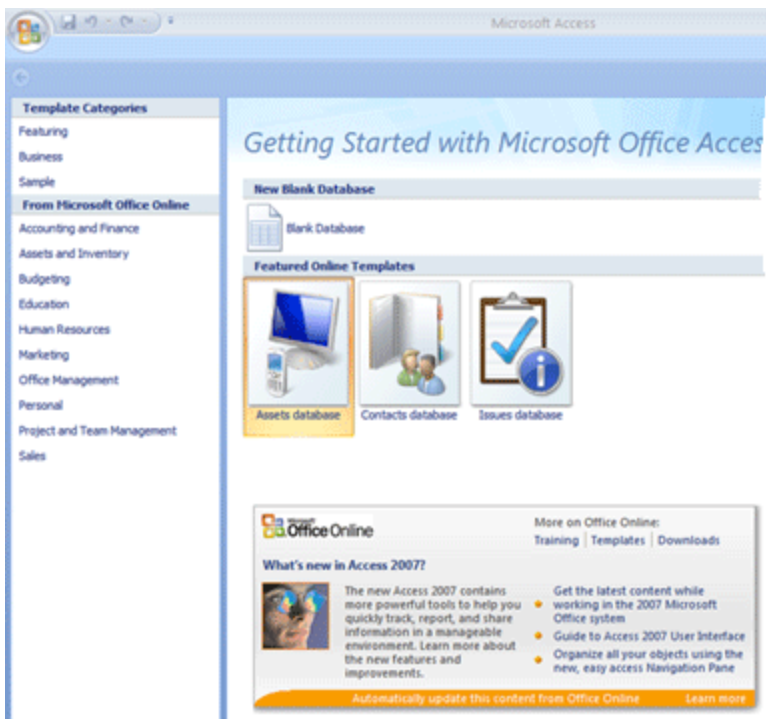 Microsoft Access
Template Categories
Featuring
Business
Sample
From Microsoft Office Online
Accounting and Finance
Assets and Inventory
Budgeting
Education
Human Resources
Marketing
Office Management
Personal
Project and Team Management
Sales
Getting Started with Microsoft Office Acces
New Blank Database
Blank Database
Featured Online Templates
Assets database
Contacts database
Issues database
Microsoft
Office Online
More on Office Online:
Training | Templates | Downloads
What's new in Access 2007?
The new Access 2007 contains
more powerful tools to help you
quickly track, report, and share
information in a manageable
environment. Learn more about
the new features and
improvements.
Get the latest content while
working in the 2007 Microsoft
Office system
Guide to Access 2007 User Interface
Organize all your objects using the
new, easy access Navigation Pane
Automatically update this content from Office Online
Learn more